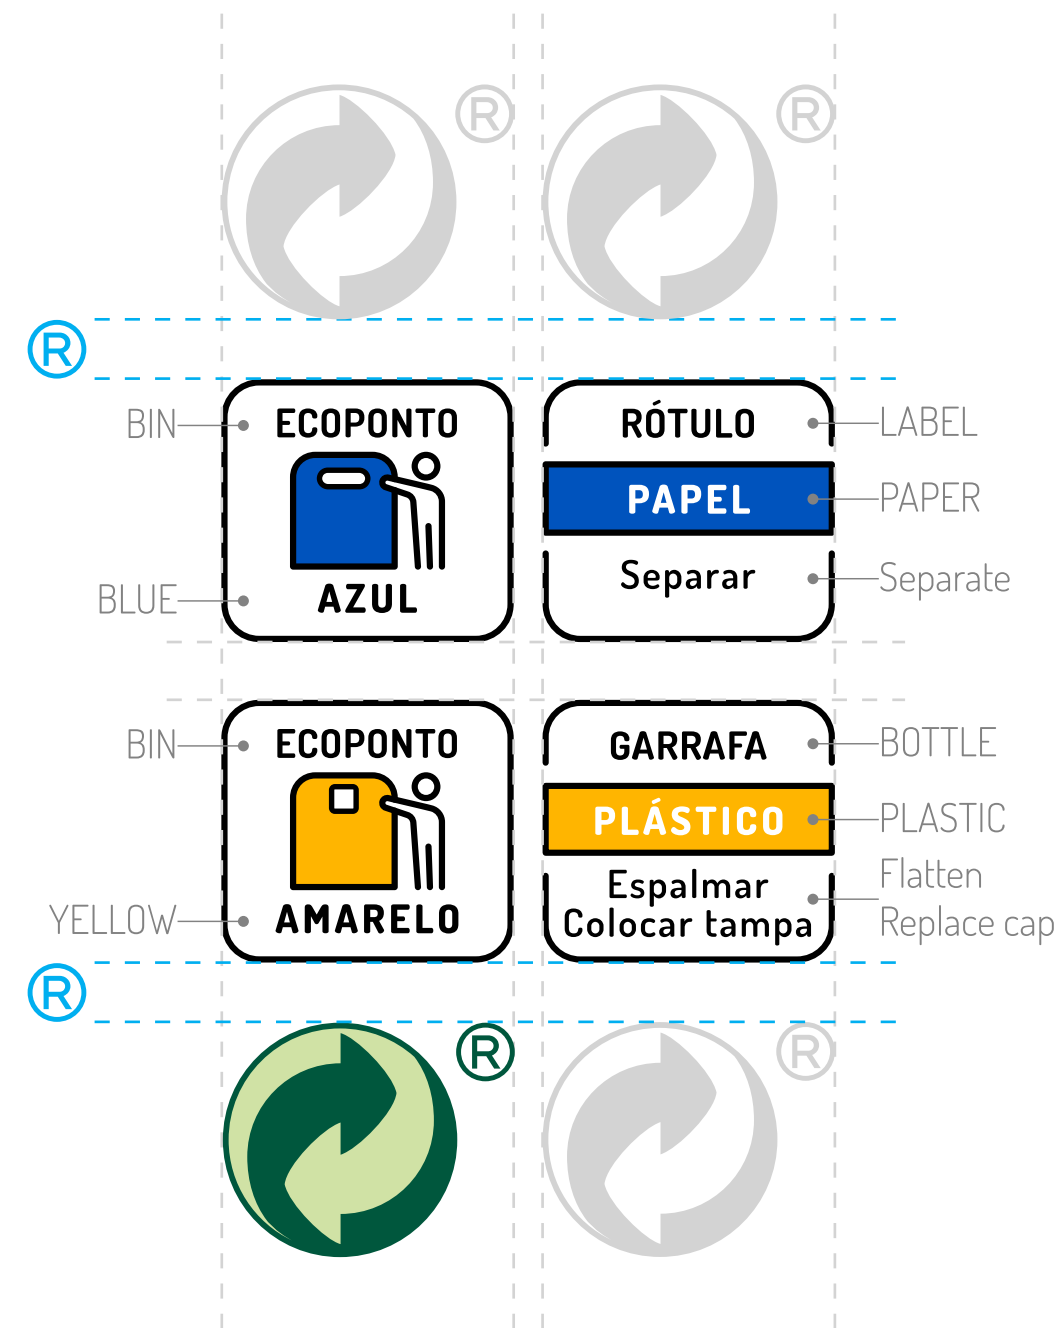 ® ®
®
BIN ECOPONTO RÓTULO LABEL
PAPEL PAPER
Separar Separate
BLUE AZUL
BIN ECOPONTO GARRAFA BOTTLE
PLÁSTICO PLASTIC
Espalmar Flatten
YELLOW AMARELO Colocar tampa Replace cap
®
® ®